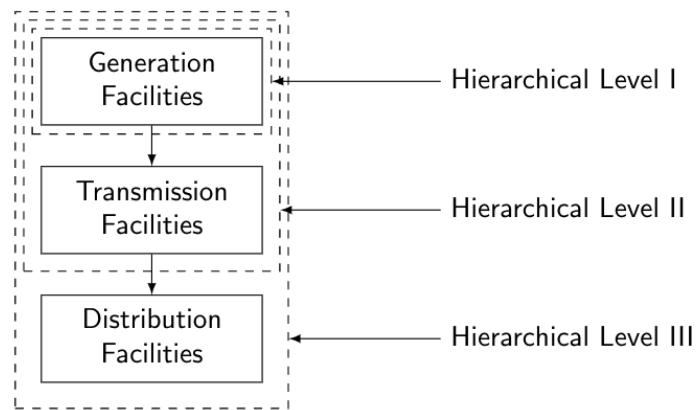 Generation
Facilities
Hierarchical Level I
Transmission
Facilities
Hierarchical Level II
Distribution
Facilities
Hierarchical Level III